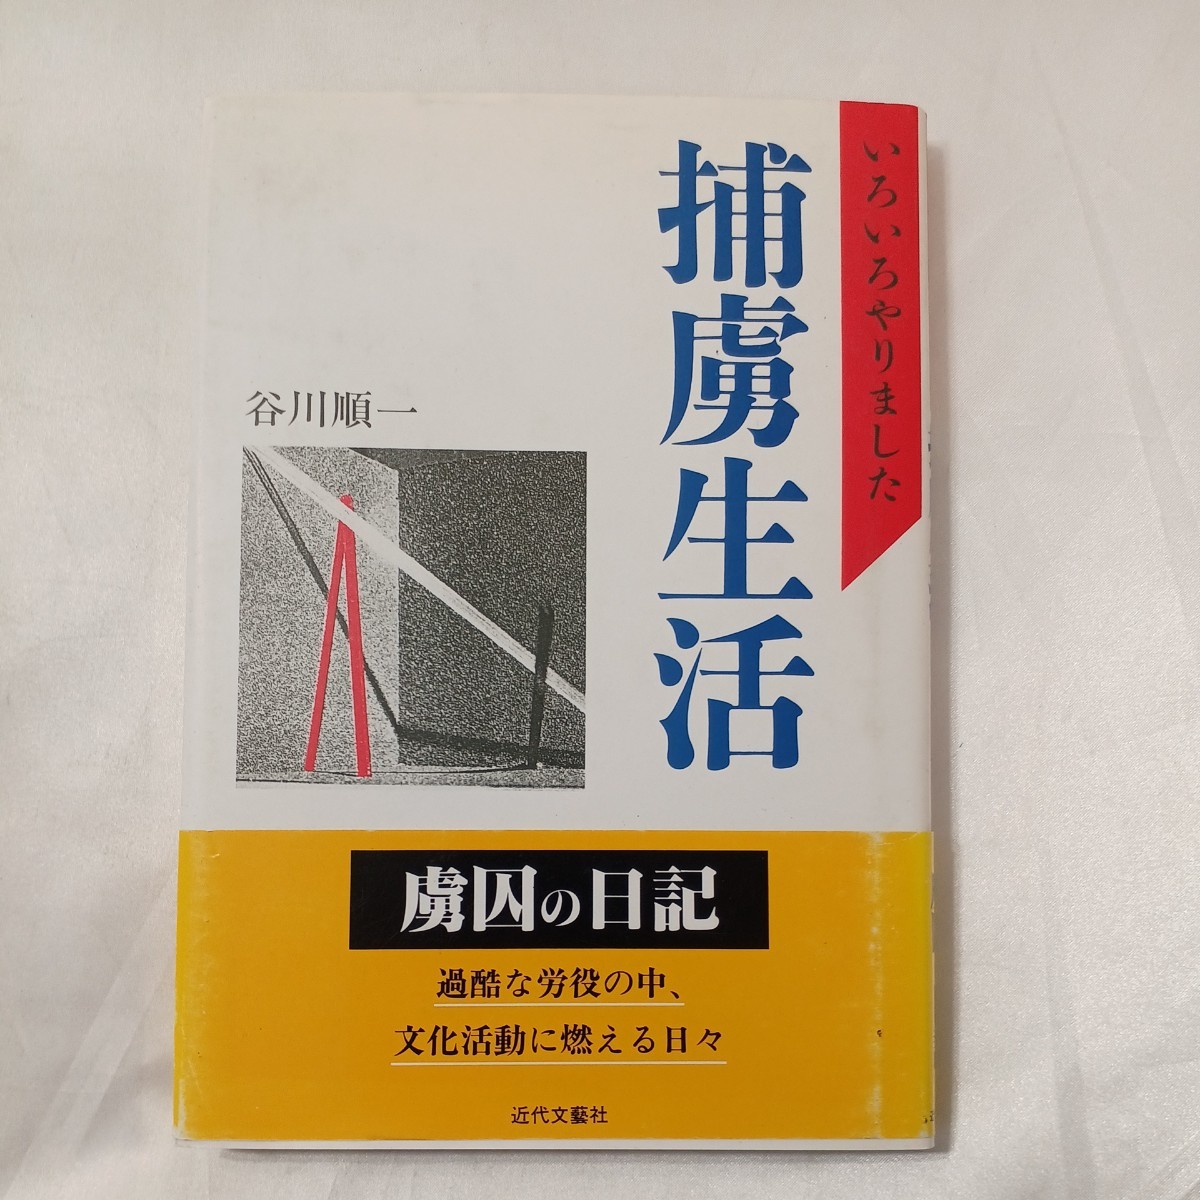 いろいろやりました
捕虜生活
谷川順一
虜囚の日記
過酷な労役の中、
文化活動に燃える日々
近代文藝社